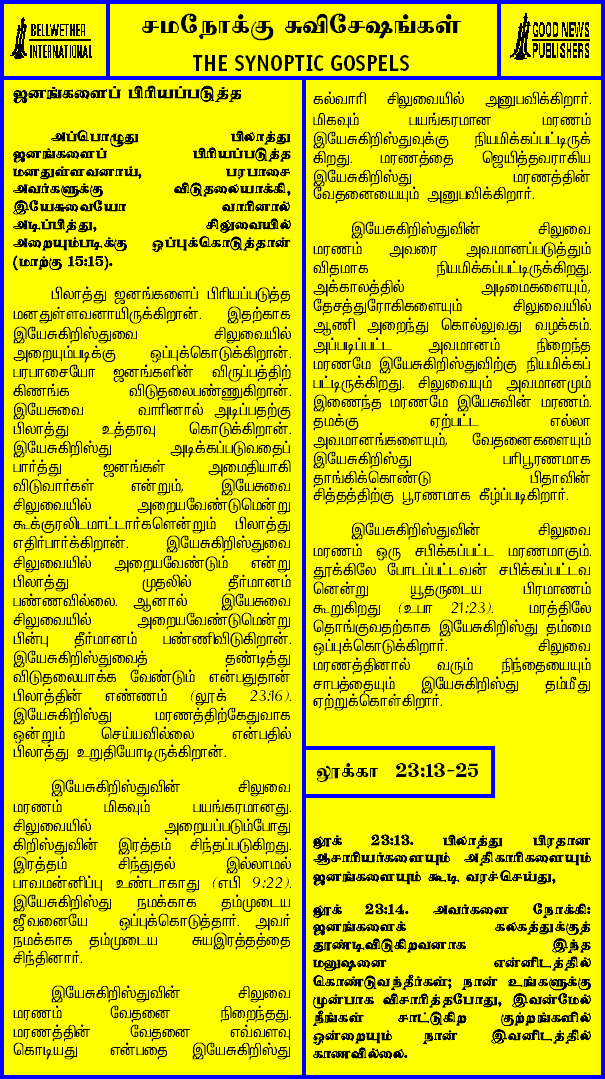 BELLWETHER
INTERNATIONAL
சமநோக்கு சுவிசேஷங்கள்
THE SYNOPTIC GOSPELS
GOOD NEWS
PUBLISHERS
ஜனங்களைப் பிரியப்படுத்த
அப்பொழுது பிலாத்து
ஜனங்களைப் பிரியப்படுத்த
மனதுள்ளவனாய், பரபாசை
அவர்களுக்கு விடுதலையாக்கி,
இயேசுவையோ வாரினால்
அடிப்பித்து, சிலுவையில்
அறையும்படிக்கு ஒப்புக்கொடுத்தான்
(மாற்கு 15:15).
பிலாத்து ஜனங்களைப் பிரியப்படுத்த
மனதுள்ளவனாயிருக்கிறான். இதற்காக
இயேசுகிறிஸ்துவை சிலுவையில்
அறையும்படிக்கு ஒப்புக்கொடுக்கிறான்.
பரபாசையோ ஜனங்களின் விருப்பத்திற்
கிணங்க விடுதலைபண்ணுகிறான்.
இயேசுவை வாரினால் அடிப்பதற்கு
பிலாத்து உத்தரவு கொடுக்கிறான்.
இயேசுகிறிஸ்து அடிக்கப்படுவதைப்
பார்த்து ஜனங்கள் அமைதியாகி
விடுவார்கள் என்றும், இயேசுவை
சிலுவையில் அறையவேண்டுமென்று
கூக்குரலிடமாட்டார்களென்றும் பிலாத்து
எதிர்பார்க்கிறான். இயேசுகிறிஸ்துவை
சிலுவையில் அறையவேண்டும் என்று
பிலாத்து முதலில் தீர்மானம்
பண்ணவில்லை. ஆனால் இயேசுவை
சிலுவையில் அறையவேண்டுமென்று
பின்பு தீர்மானம் பண்ணிவிடுகிறான்.
இயேசுகிறிஸ்துவைத் தண்டித்து
விடுதலையாக்க வேண்டும் என்பதுதான்
பிலாத்தின் எண்ணம் (லூக் 23:16).
இயேசுகிறிஸ்து மரணத்திற்கேதுவாக
ஒன்றும் செய்யவில்லை என்பதில்
பிலாத்து உறுதியோடிருக்கிறான்.
இயேசுகிறிஸ்துவின் சிலுவை
மரணம் மிகவும் பயங்கரமானது.
சிலுவையில் அறையப்படும்போது
கிறிஸ்துவின் இரத்தம் சிந்தப்படுகிறது.
இரத்தம் சிந்துதல் இல்லாமல்
பாவமன்னிப்பு உண்டாகாது (எபி 9:22).
இயேசுகிறிஸ்து நமக்காக தம்முடைய
ஜீவனையே ஒப்புக்கொடுத்தார். அவர்
நமக்காக தம்முடைய சுயஇரத்தத்தை
சிந்தினார்.
இயேசுகிறிஸ்துவின் சிலுவை
மரணம் வேதனை நிறைந்தது.
மரணத்தின் வேதனை எவ்வளவு
கொடியது என்பதை இயேசுகிறிஸ்து
கல்வாரி சிலுவையில் அனுபவிக்கிறார்.
மிகவும் பயங்கரமான மரணம்
இயேசுகிறிஸ்துவுக்கு நியமிக்கப்பட்டிருக்
கிறது. மரணத்தை ஜெயித்தவராகிய
இயேசுகிறிஸ்து மரணத்தின்
வேதனையையும் அனுபவிக்கிறார்.
இயேசுகிறிஸ்துவின் சிலுவை
மரணம் அவரை அவமானப்படுத்தும்
விதமாக நியமிக்கப்பட்டிருக்கிறது.
அக்காலத்தில் அடிமைகளையும்,
தேசத்துரோகிகளையும் சிலுவையில்
ஆணி அறைந்து கொல்லுவது வழக்கம்.
அப்படிப்பட்ட அவமானம் நிறைந்த
மரணமே இயேசுகிறிஸ்துவிற்கு நியமிக்கப்
பட்டிருக்கிறது. சிலுவையும் அவமானமும்
இணைந்த மரணமே இயேசுவின் மரணம்.
தமக்கு ஏற்பட்ட எல்லா
அவமானங்களையும், வேதனைகளையும்
இயேசுகிறிஸ்து பரிபூரணமாக
தாங்கிக்கொண்டு பிதாவின்
சித்தத்திற்கு பூரணமாக கீழ்ப்படிகிறார்.
இயேசுகிறிஸ்துவின் சிலுவை
மரணம் ஒரு சபிக்கப்பட்ட மரணமாகும்.
தூக்கிலே போடப்பட்டவன் சபிக்கப்பட்டவ
னென்று யூதருடைய பிரமாணம்
கூறுகிறது (உபா 21:23). மரத்திலே
தொங்குவதற்காக இயேசுகிறிஸ்து தம்மை
ஒப்புக்கொடுக்கிறார். சிலுவை
மரணத்தினால் வரும் நிந்தையையும்
சாபத்தையும் இயேசுகிறிஸ்து தம்மீது
ஏற்றுக்கொள்கிறார்.
லூக்கா 23:13-25
லூக் 23:13. பிலாத்து பிரதான
ஆசாரியர்களையும் அதிகாரிகளையும்
ஜனங்களையும் கூடி வரச்செய்து,
லூக் 23:14. அவர்களை நோக்கி:
ஜனங்களைக் கலகத்துக்குத்
தூண்டிவிடுகிறவனாக இந்த
மனுஷனை என்னிடத்தில்
கொண்டுவந்தீர்கள்; நான் உங்களுக்கு
முன்பாக விசாரித்தபோது, இவன்மேல்
நீங்கள் சாட்டுகிற குற்றங்களில்
ஒன்றையும் நான் இவனிடத்தில்
காணவில்லை.